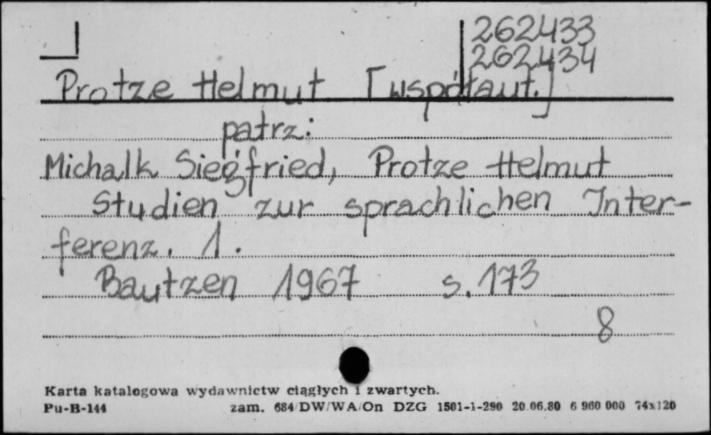 262433
262434
Protze Helmut [współaut.]
patrz:
Michalk Siegfried, Protze Helmut
Studien zur sprachlichen Inter-
ferenz. 1.
Bautzen 1967 s. 173
8
Karta katalogowa wydawnictw ciągłych i zwartych.
Pu-B-144 zam. 684/DW/WA/On DZG 1501-1-290 20.06.80 6 960 000 74x120